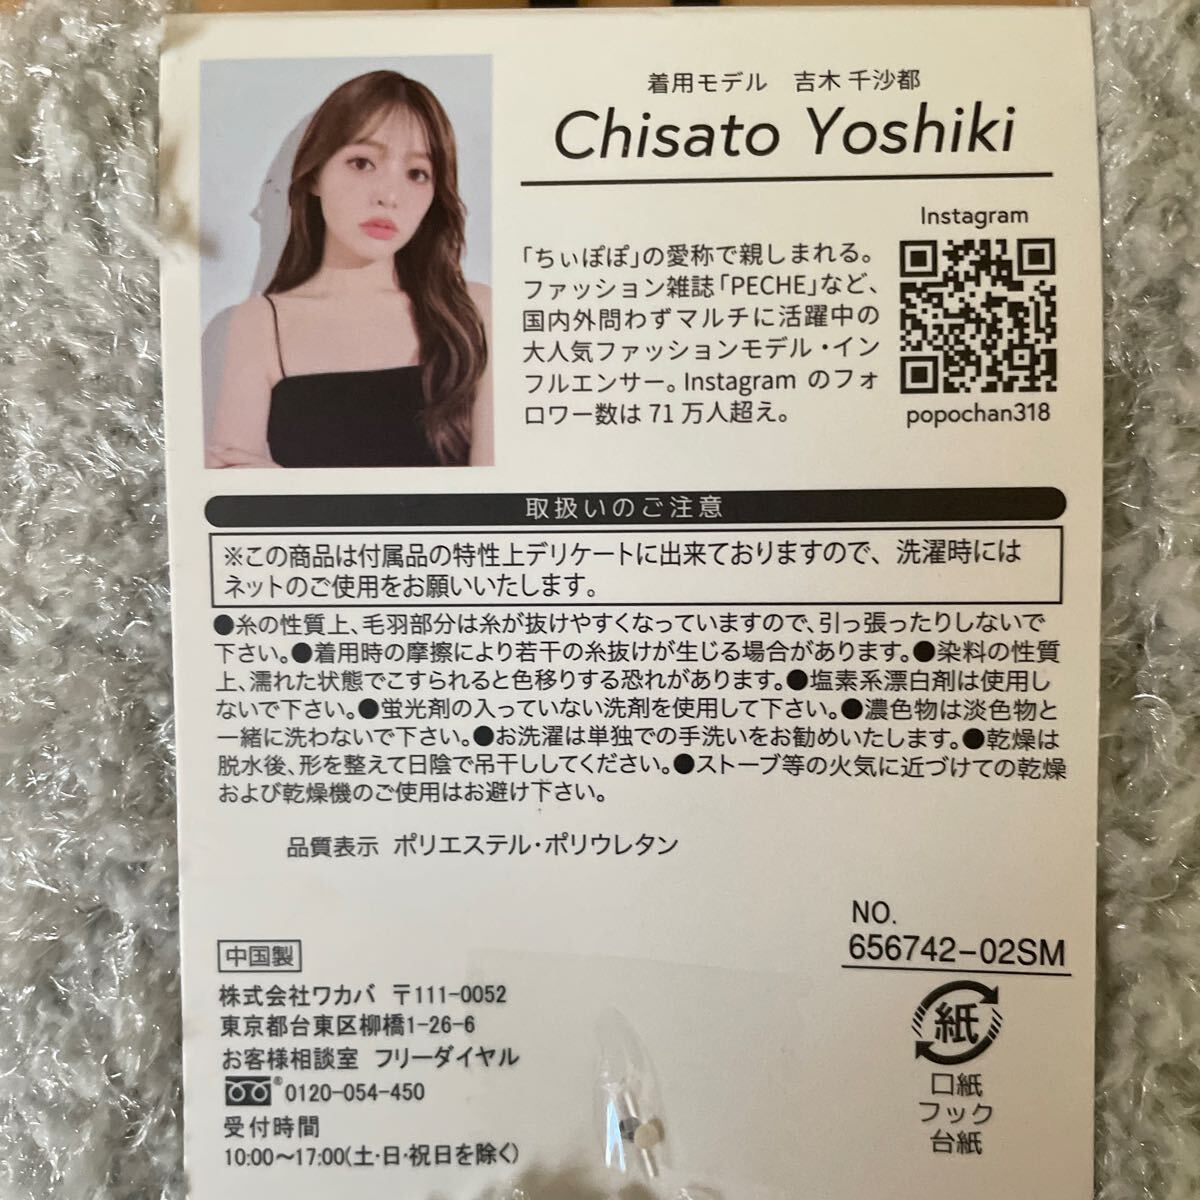 着用モデル　吉木 千沙都
Chisato Yoshiki
Instagram
popochan318
「ちぃぽぽ」の愛称で親しまれる。
ファッション雑誌「PECHE」など、
国内外問わずマルチに活躍中の
大人気ファッションモデル・イン
フルエンサー。Instagram のフォ
ロワー数は 71 万人超え。
取扱いのご注意
※この商品は付属品の特性上デリケートに出来ておりますので、洗濯時には
ネットのご使用をお願いいたします。
●糸の性質上、毛羽部分は糸が抜けやすくなっていますので、引っ張ったりしないで
下さい。●着用時の摩擦により若干の糸抜けが生じる場合があります。●染料の性質
上、濡れた状態でこすられると色移りする恐れがあります。●塩素系漂白剤は使用し
ないで下さい。●蛍光剤の入っていない洗剤を使用して下さい。●濃色物は淡色物と
一緒に洗わないで下さい。●お洗濯は単独での手洗いをお勧めいたします。●乾燥は
脱水後、形を整えて日陰で吊干ししてください。●ストーブ等の火気に近づけての乾燥
および乾燥機のご使用はお避け下さい。
品質表示 ポリエステル・ポリウレタン
NO.
656742-02SM
中国製
株式会社ワカバ 〒111-0052
東京都台東区柳橋1-26-6
お客様相談室 フリーダイヤル
® 0120-054-450
受付時間
10:00～17:00(土・日・祝日を除く)
紙
口紙
フック
台紙